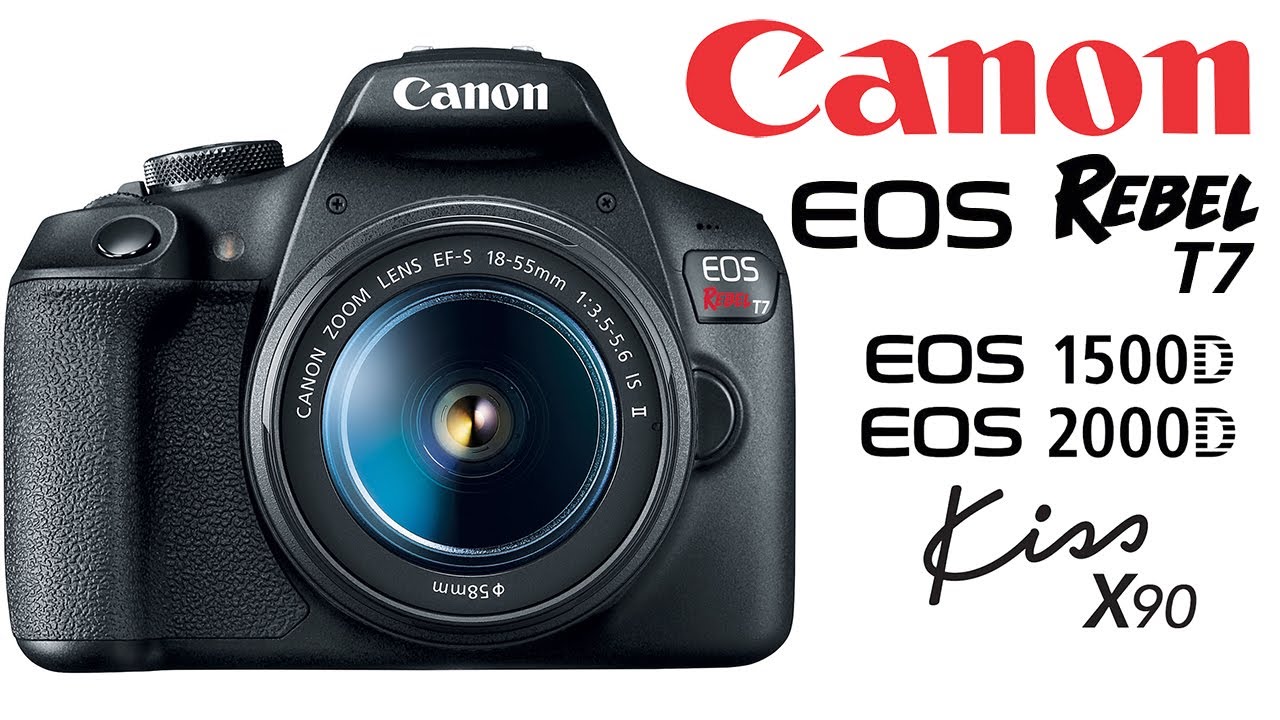 Canon
CANON ZOOM LENS EF-S 18-55mm 1:3.5-5.6 IS II
ø58mm
EOS
REBEL T7
Canon
EOS REBEL
T7
EOS 1500D
EOS 2000D
Kiss
X90